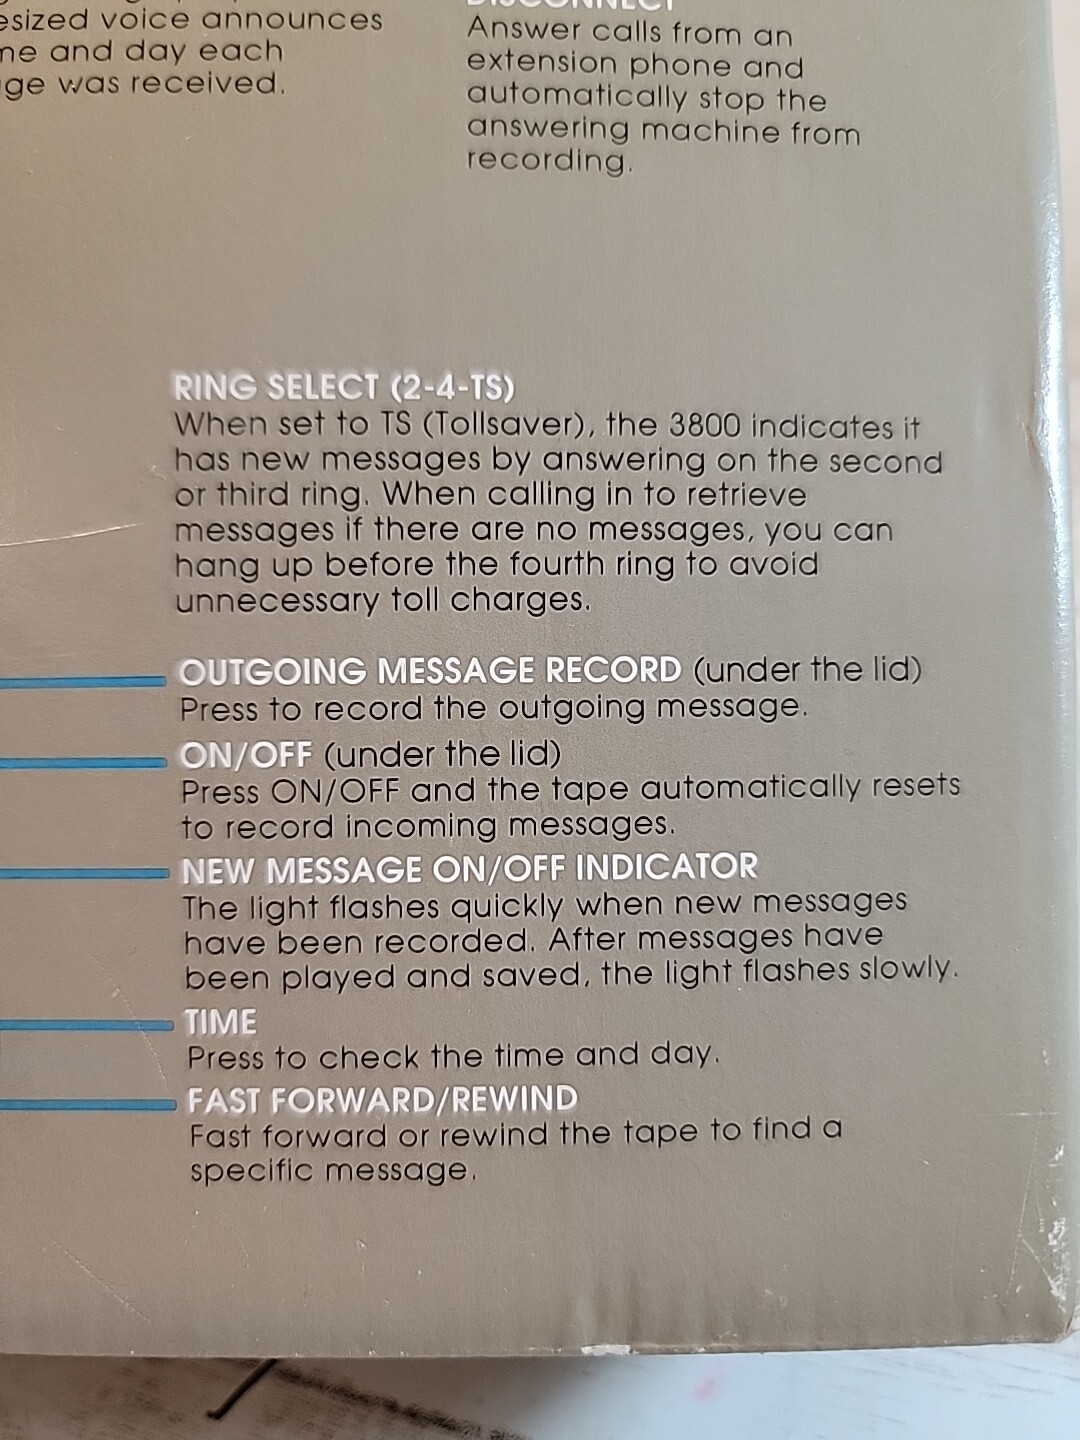 voice announces
and day each
was received.
DISCONNECT
Answer calls from an
extension phone and
automatically stop the
answering machine from
recording.
RING SELECT (2-4-TS)
When set to TS (Tollsaver), the 3800 indicates it
has new messages by answering on the second
or third ring. When calling in to retrieve
messages if there are no messages, you can
hang up before the fourth ring to avoid
unnecessary toll charges.
OUTGOING MESSAGE RECORD (under the lid)
Press to record the outgoing message.
ON/OFF (under the lid)
Press ON/OFF and the tape automatically resets
to record incoming messages.
NEW MESSAGE ON/OFF INDICATOR
The light flashes quickly when new messages
have been recorded. After messages have
been played and saved, the light flashes slowly.
TIME
Press to check the time and day.
FAST FORWARD/REWIND
Fast forward or rewind the tape to find a
specific message.